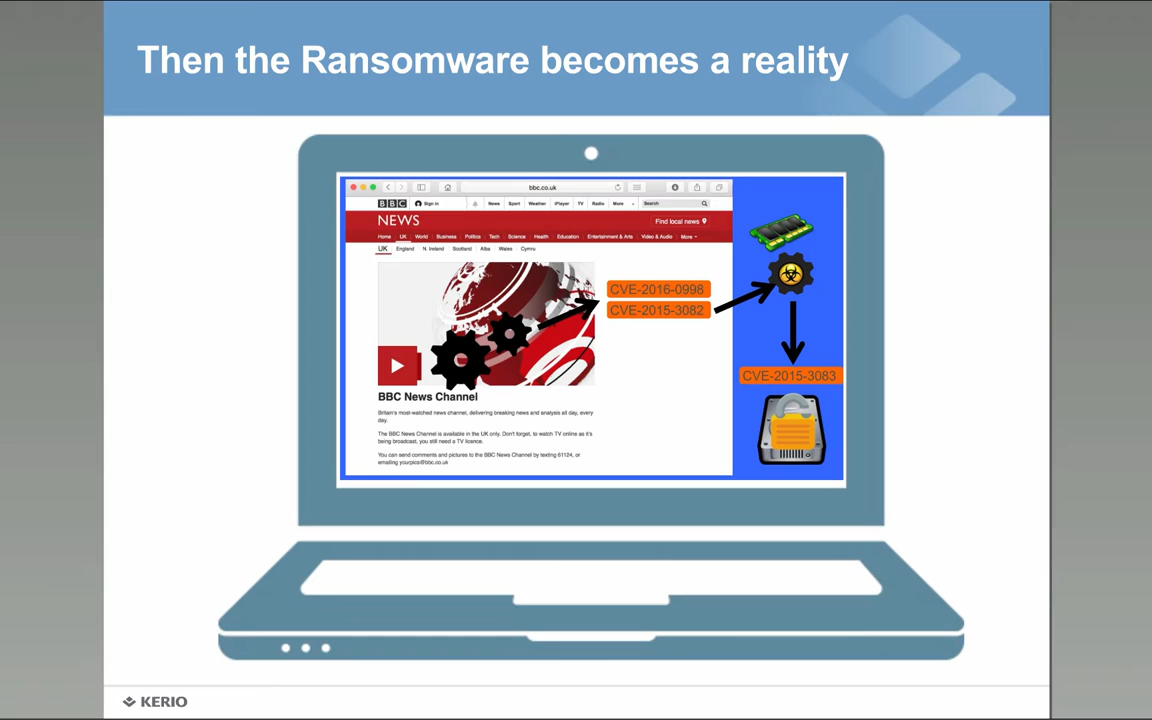 Then the Ransomware becomes a reality
bbc.co.uk
BBC Sign in News Sport Weather iPlayer TV Radio More Search
NEWS
Find local news
Home UK World Business Politics Tech Science Health Education Entertainment & Arts Video & Audio More
UK England N. Ireland Scotland Alba Wales Cymru
CVE-2016-0998
CVE-2015-3082
CVE-2015-3083
BBC News Channel
Britain's most-watched news channel, delivering breaking news and analysis all day, every
day.
The BBC News Channel is available in the UK only. Don't forget, to watch TV online as it's
being broadcast, you still need a TV licence.
You can send comments and pictures to the BBC News Channel by texting 61124, or
emailing yourpics@bbc.co.uk
KERIO